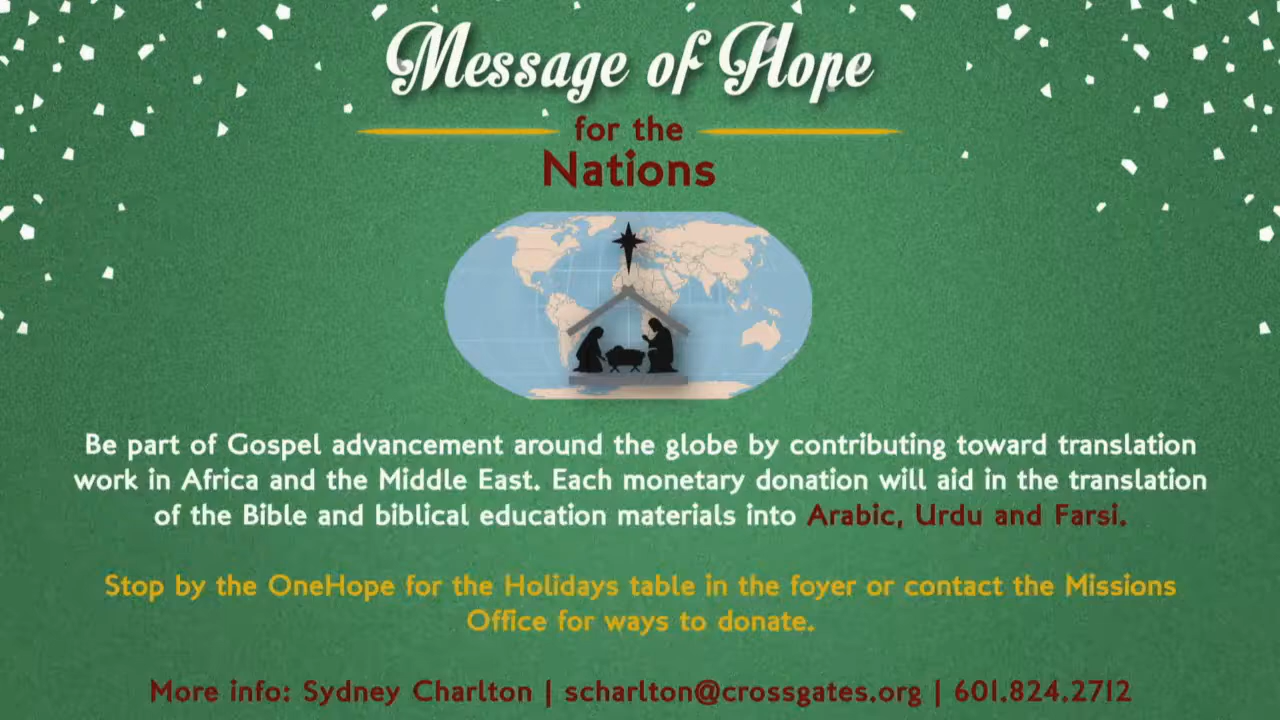 Message of Hope
for the
Nations
Be part of Gospel advancement around the globe by contributing toward translation
work in Africa and the Middle East. Each monetary donation will aid in the translation
of the Bible and biblical education materials into Arabic, Urdu and Farsi.
Stop by the OneHope for the Holidays table in the foyer or contact the Missions
Office for ways to donate.
More info: Sydney Charlton | scharlton@crossgates.org | 601.824.2712